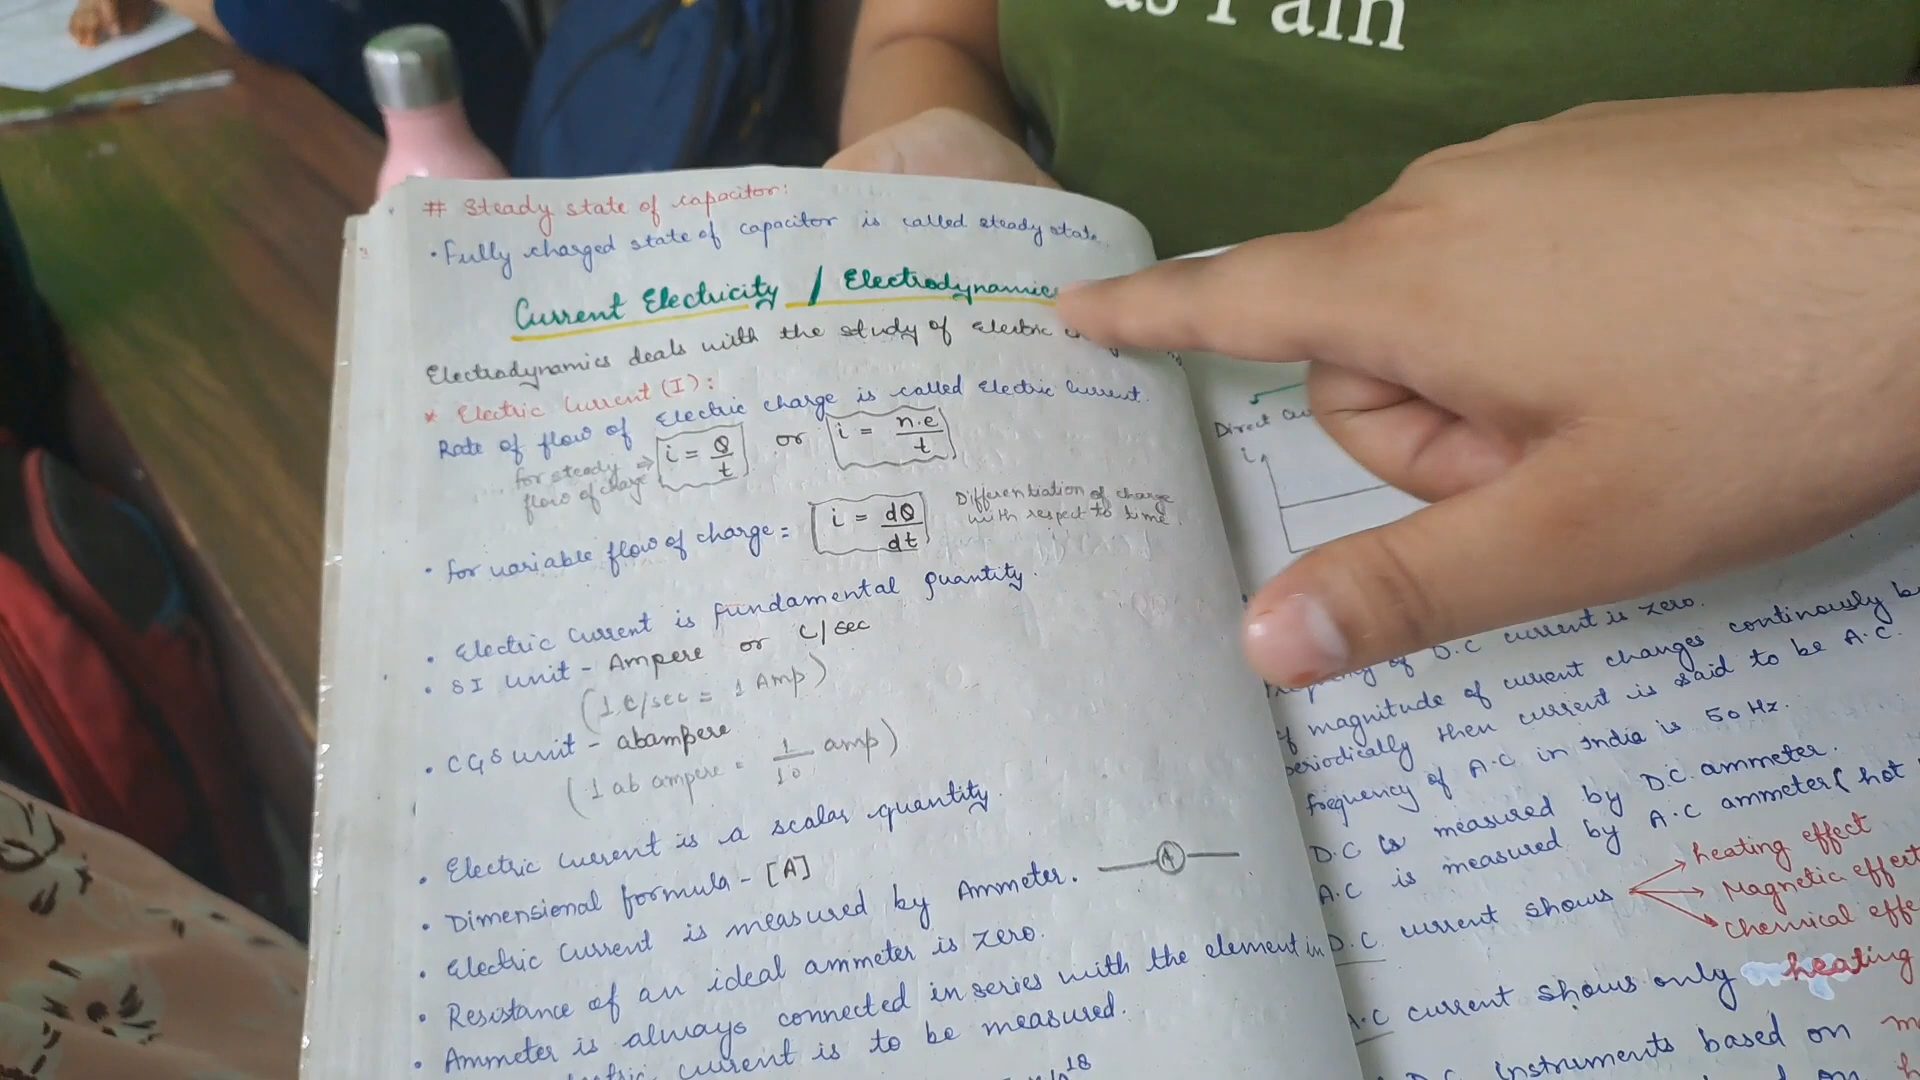 as I am
# Steady state of capacitor:
• Fully charged state of capacitor is called steady state.
Current Electricity / Electrodynamics
Electrodynamics deals with the study of electric
* Electric Current (I):
Rate of flow of Electric charge is called Electric Current.
for steady flow of charge ⇒ i = Q/t or i = n.e/t
• for variable flow of charge = i = dQ/dt Differentiation of charge with respect to time.
• Electric Current is fundamental quantity.
• SI unit - Ampere or C/sec
(1 C/sec = 1 Amp)
• CGS unit - abampere
(1 ab ampere = 1/10 amp)
• Electric Current is a scalar quantity.
• Dimensional formula - [A]
• Electric Current is measured by Ammeter. A
• Resistance of an ideal ammeter is zero.
• Ammeter is always connected in series with the element in
current is to be measured.
18
Direct
i
of D.C current is zero.
magnitude of current changes continously
periodically then current is said to be A.C.
frequency of A.C in India is 50 Hz.
D.C is measured by D.C. ammeter.
A.C is measured by A.C ammeter( hot
D.C. current shows
heating effect
Magnetic effect
Chemical effe
A.C current shows only heating
D.C instruments based on